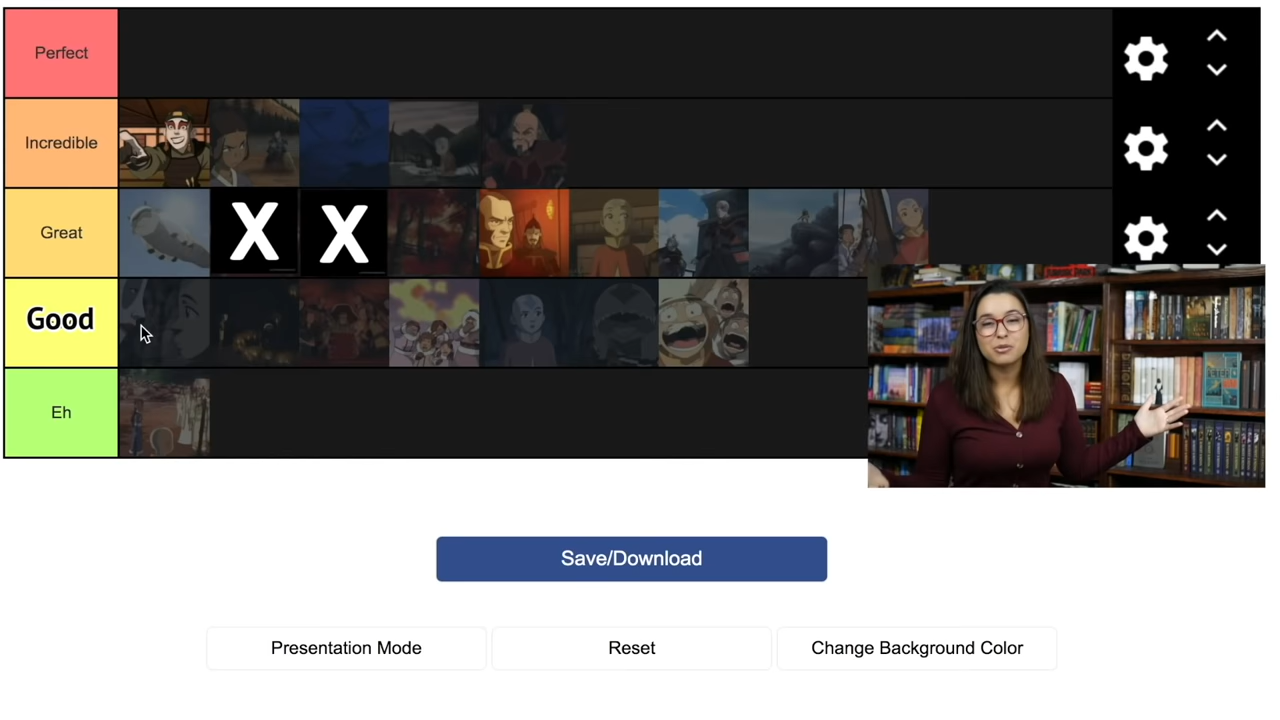 Perfect
Incredible
Great
X X
Good
Eh
Save/Download
Presentation Mode
Reset
Change Background Color